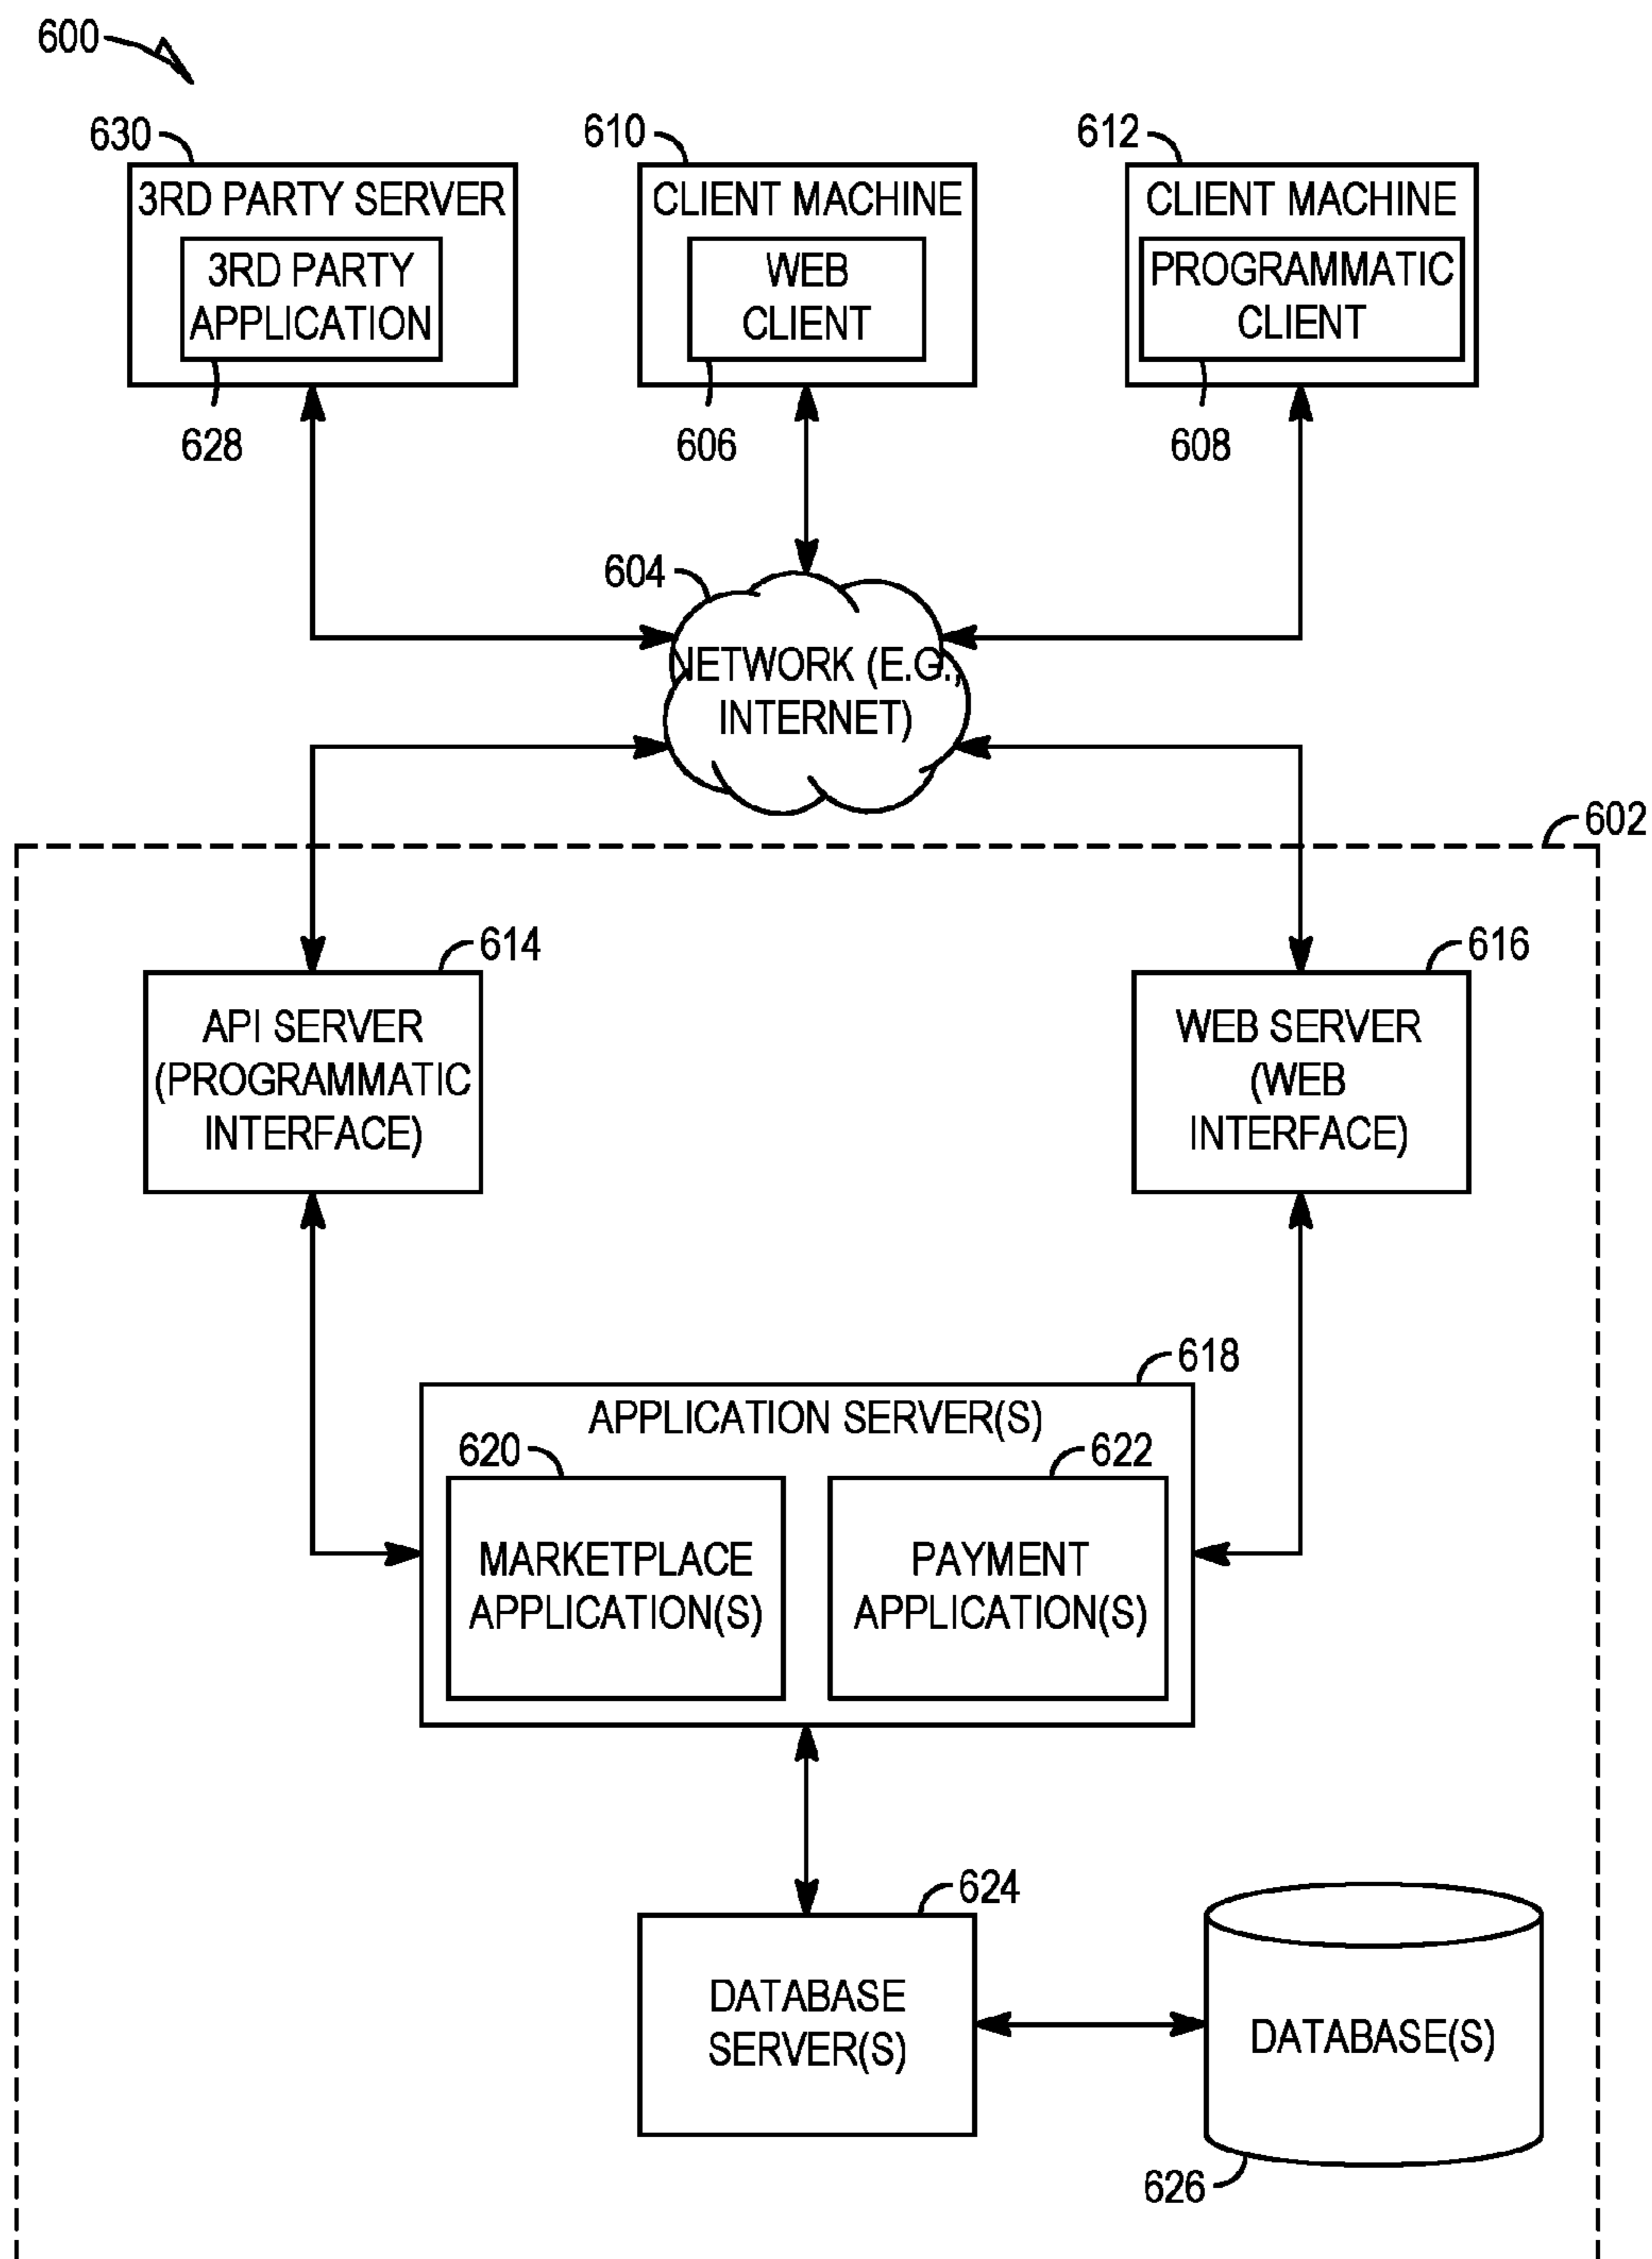 600
630
610
612
3RD PARTY SERVER
3RD PARTY
APPLICATION
628
CLIENT MACHINE
WEB
CLIENT
606
CLIENT MACHINE
PROGRAMMATIC
CLIENT
608
604
NETWORK (E.G.,
INTERNET)
602
614
API SERVER
(PROGRAMMATIC
INTERFACE)
616
WEB SERVER
(WEB
INTERFACE)
618
APPLICATION SERVER(S)
620
MARKETPLACE
APPLICATION(S)
622
PAYMENT
APPLICATION(S)
624
DATABASE
SERVER(S)
DATABASE(S)
626